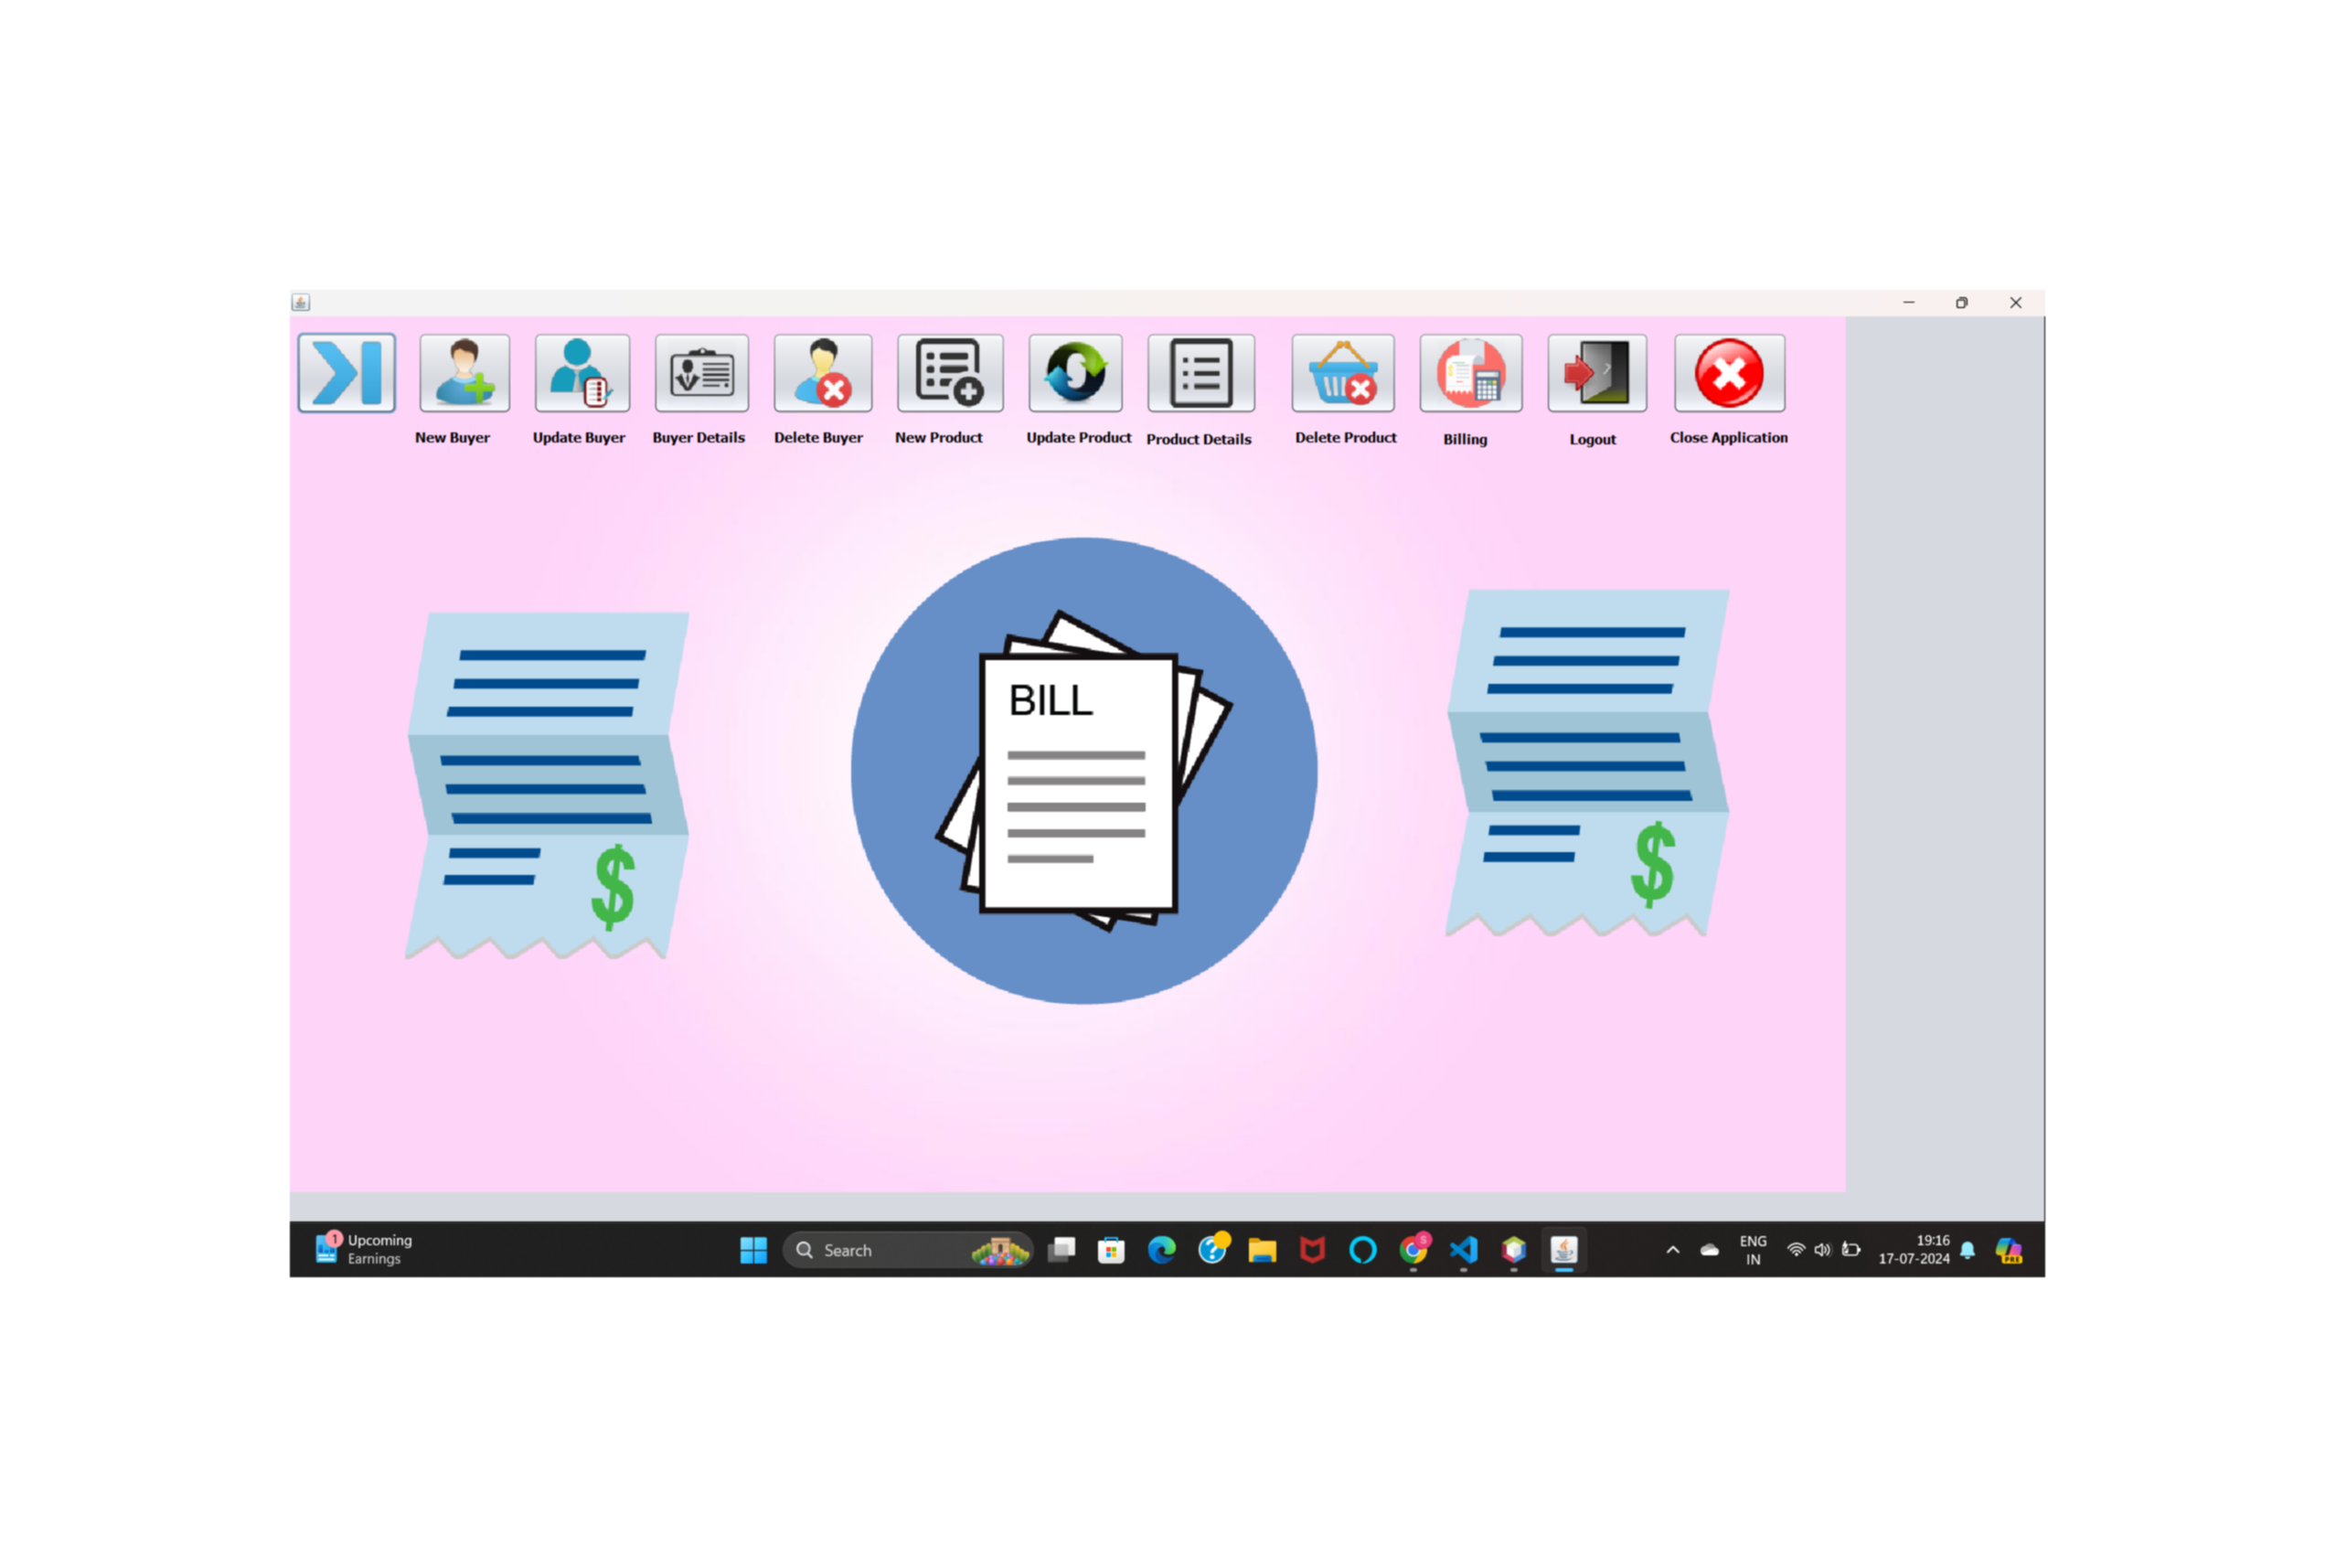 New Buyer
Update Buyer
Buyer Details
Delete Buyer
New Product
Update Product
Product Details
Delete Product
Billing
Logout
Close Application
BILL
$
$
1
Upcoming
Earnings
Search
S
ENG
IN
19:16
17-07-2024
PRE